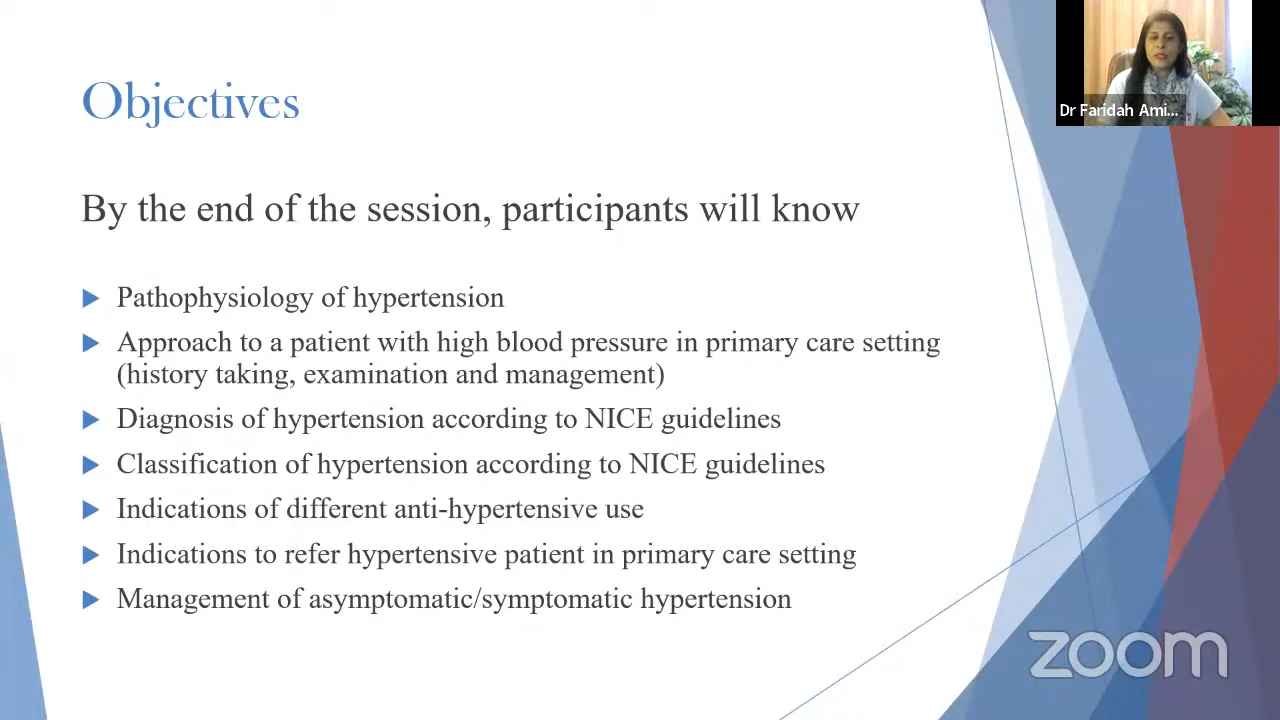 Objectives
Dr Faridah Ami...
By the end of the session, participants will know
Pathophysiology of hypertension
Approach to a patient with high blood pressure in primary care setting
(history taking, examination and management)
Diagnosis of hypertension according to NICE guidelines
Classification of hypertension according to NICE guidelines
Indications of different anti-hypertensive use
Indications to refer hypertensive patient in primary care setting
Management of asymptomatic/symptomatic hypertension
zoom